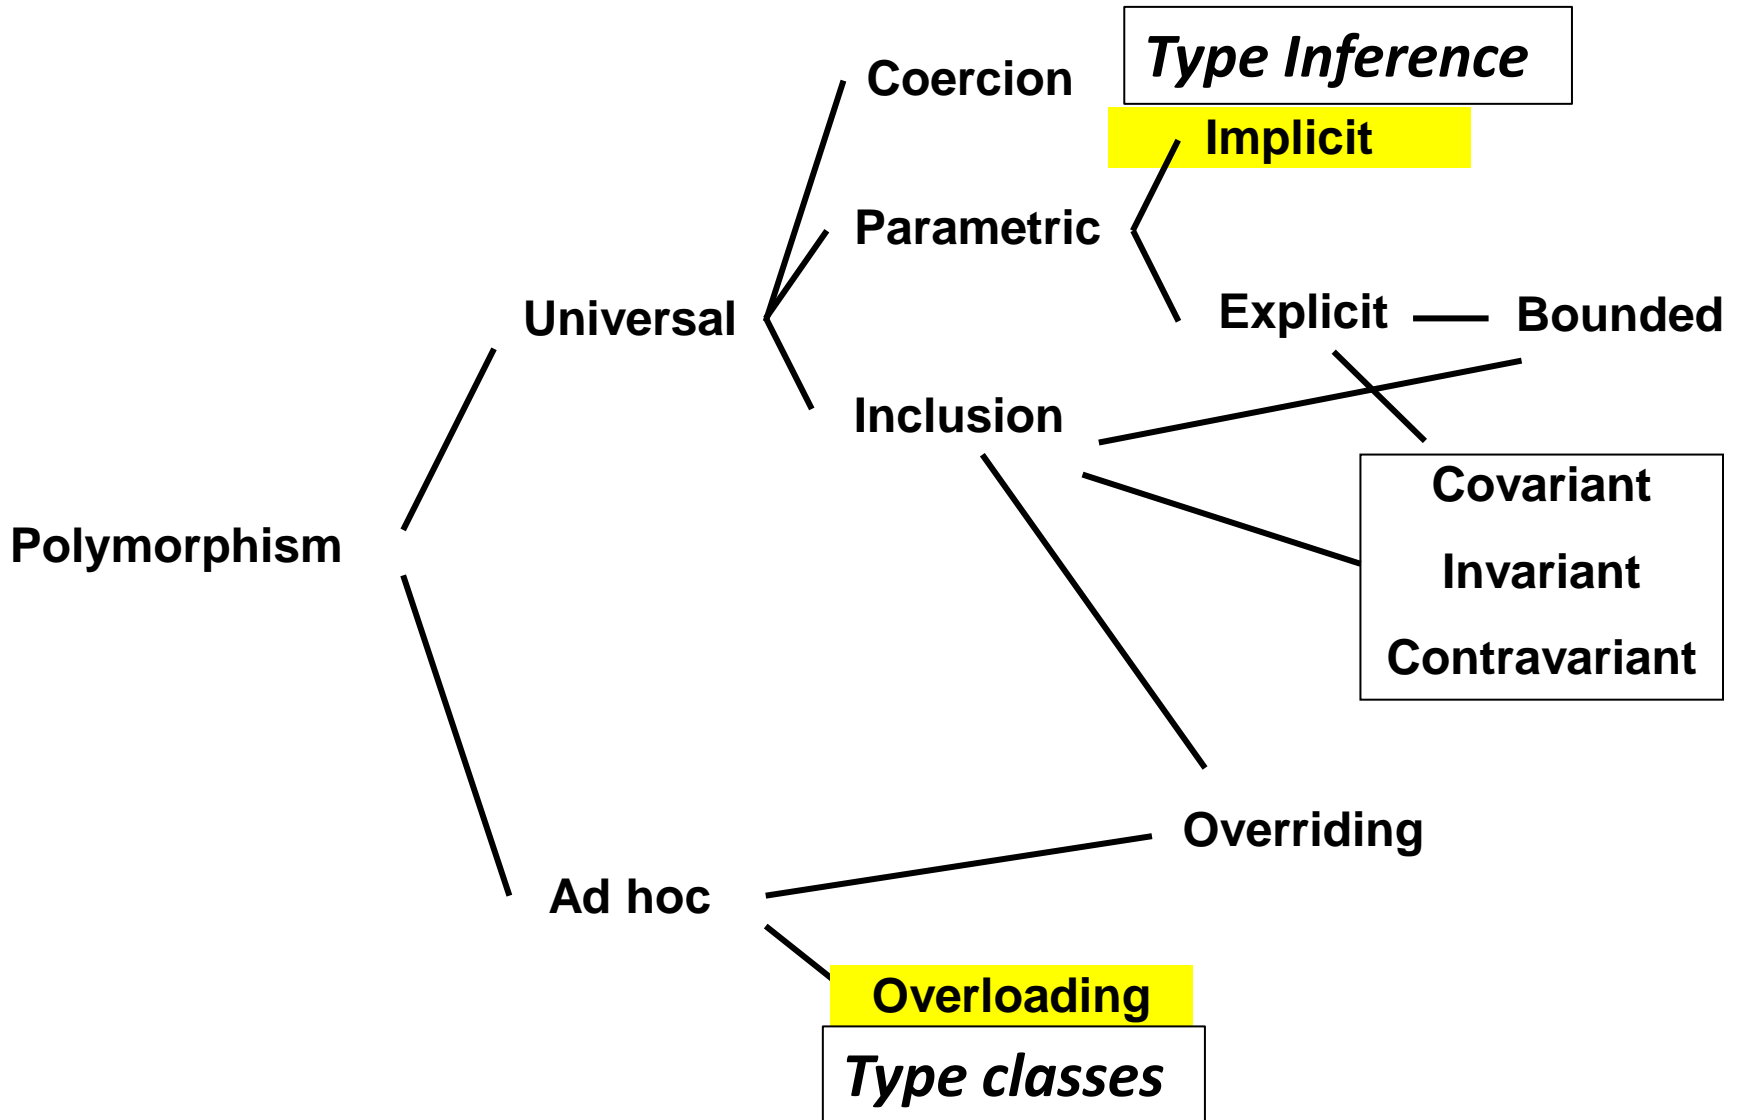 Type Inference
Coercion
Implicit
Parametric
Universal
Explicit
Bounded
Inclusion
Covariant
Polymorphism
Invariant
Contravariant
Overriding
Ad hoc
Overloading
Type classes